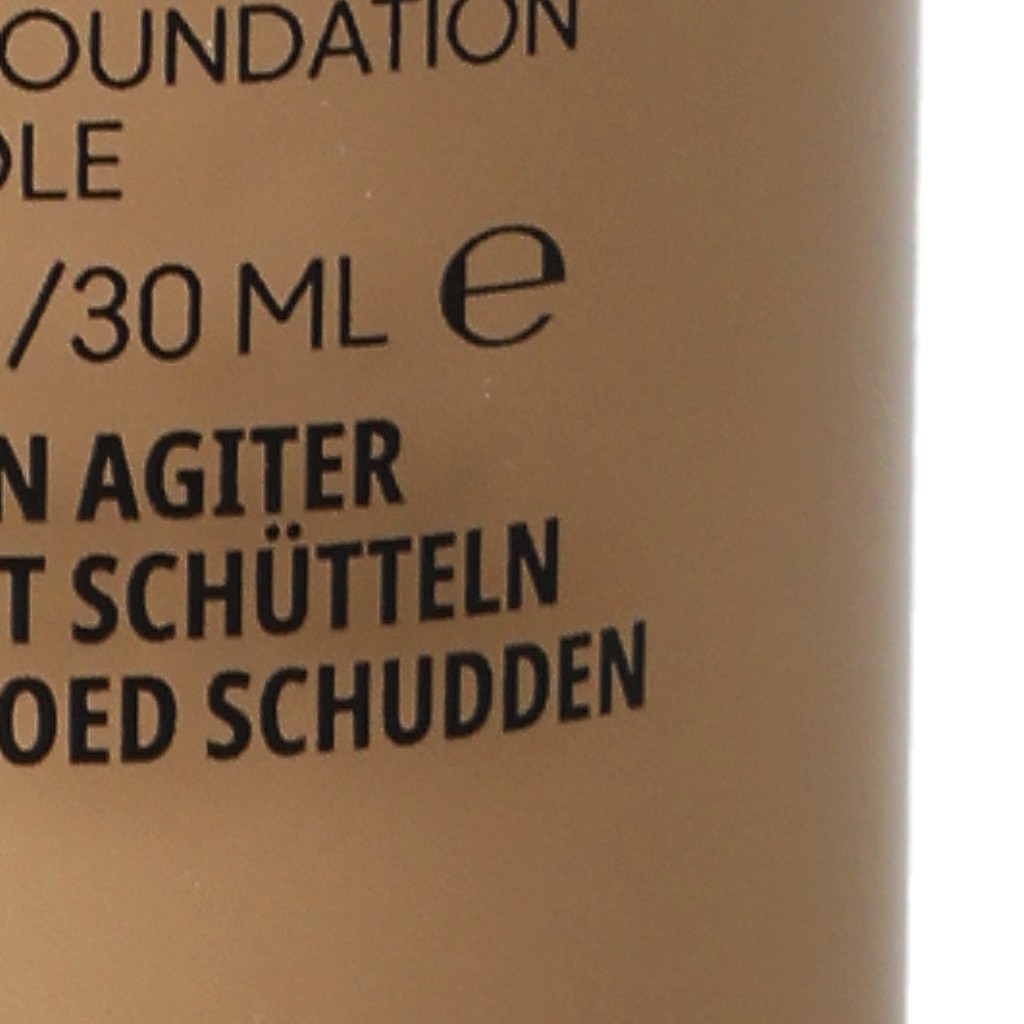 OUNDATION
OLE
/30 ML ℮
N AGITER
T SCHÜTTELN
OED SCHUDDEN